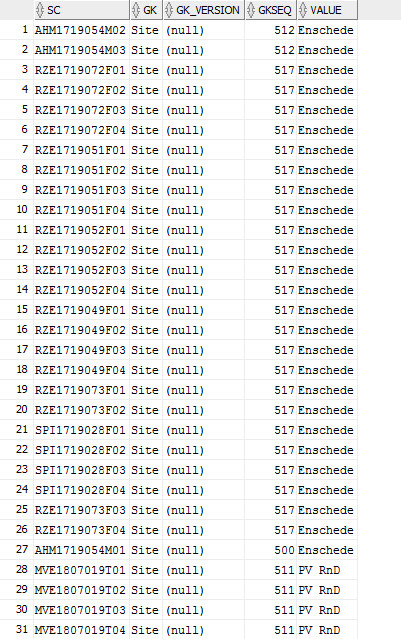 SC GK GK_VERSION GKSEQ VALUE
1 AHM1719054M02 Site (null) 512 Enschede
2 AHM1719054M03 Site (null) 512 Enschede
3 RZE1719072F01 Site (null) 517 Enschede
4 RZE1719072F02 Site (null) 517 Enschede
5 RZE1719072F03 Site (null) 517 Enschede
6 RZE1719072F04 Site (null) 517 Enschede
7 RZE1719051F01 Site (null) 517 Enschede
8 RZE1719051F02 Site (null) 517 Enschede
9 RZE1719051F03 Site (null) 517 Enschede
10 RZE1719051F04 Site (null) 517 Enschede
11 RZE1719052F01 Site (null) 517 Enschede
12 RZE1719052F02 Site (null) 517 Enschede
13 RZE1719052F03 Site (null) 517 Enschede
14 RZE1719052F04 Site (null) 517 Enschede
15 RZE1719049F01 Site (null) 517 Enschede
16 RZE1719049F02 Site (null) 517 Enschede
17 RZE1719049F03 Site (null) 517 Enschede
18 RZE1719049F04 Site (null) 517 Enschede
19 RZE1719073F01 Site (null) 517 Enschede
20 RZE1719073F02 Site (null) 517 Enschede
21 SPI1719028F01 Site (null) 517 Enschede
22 SPI1719028F02 Site (null) 517 Enschede
23 SPI1719028F03 Site (null) 517 Enschede
24 SPI1719028F04 Site (null) 517 Enschede
25 RZE1719073F03 Site (null) 517 Enschede
26 RZE1719073F04 Site (null) 517 Enschede
27 AHM1719054M01 Site (null) 500 Enschede
28 MVE1807019T01 Site (null) 511 PV RnD
29 MVE1807019T02 Site (null) 511 PV RnD
30 MVE1807019T03 Site (null) 511 PV RnD
31 MVE1807019T04 Site (null) 511 PV RnD